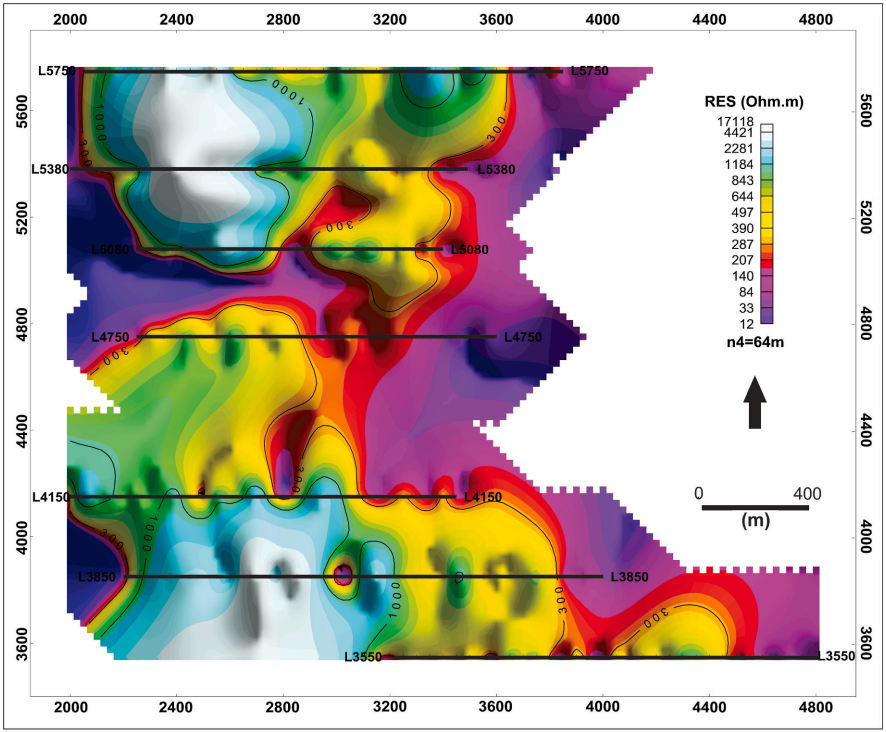 2000 2400 2800 3200 3600 4000 4400 4800
L5750 L5750
1000
1000
300
300
5600 5600
RES (Ohm.m)
17118
4421
2281
1184
843
644
497
390
287
207
140
84
33
12
n4=64m
L5380 L5380
5200 5200
300
L5080 L5080
4800 4800
L4750 L4750
300
4400 4400
300
L4150 L4150
0 400
(m)
4000 4000
300
1000
L3850 L3850
1000
300
300
3600 3600
L3550 L3550
2000 2400 2800 3200 3600 4000 4400 4800